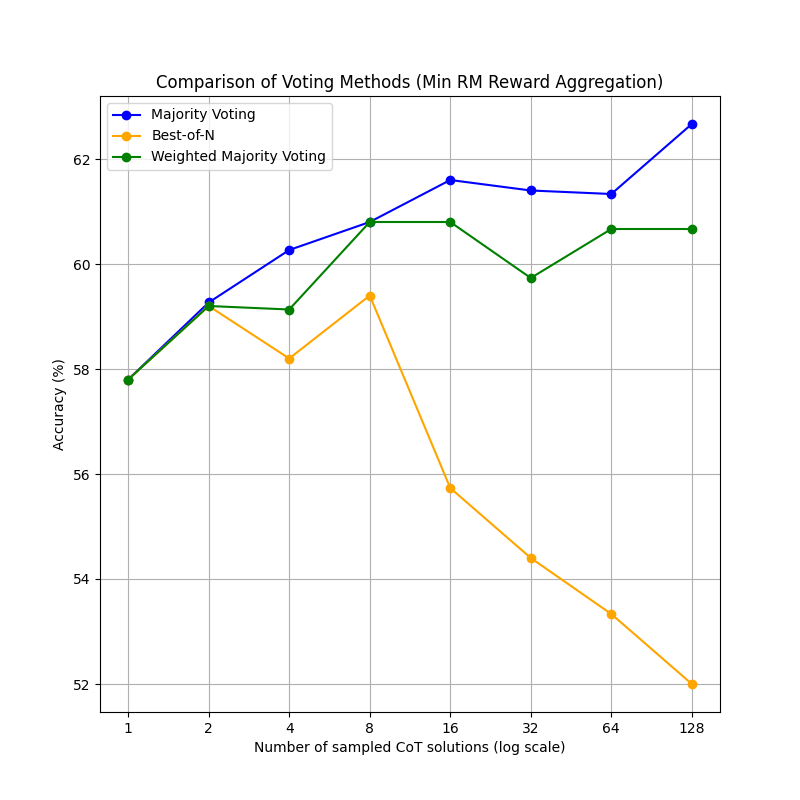 Comparison of Voting Methods (Min RM Reward Aggregation)
Majority Voting
Best-of-N
Weighted Majority Voting
62
60
58
56
54
52
Accuracy (%)
1 2 4 8 16 32 64 128
Number of sampled CoT solutions (log scale)